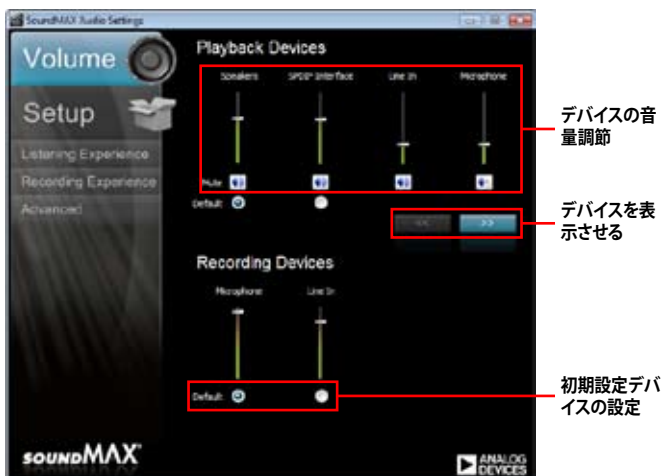 SoundMAX Audio Settings
Volume
Setup
Listening Experience
Recording Experience
Advanced
Playback Devices
Speakers SPDIF Interface Line In Microphone
Mute
Default
<< >>
Recording Devices
Microphone Line In
Default
SOUNDMAX
ANALOG
DEVICES
デバイスの音
量調節
デバイスを表
示させる
初期設定デバ
イスの設定